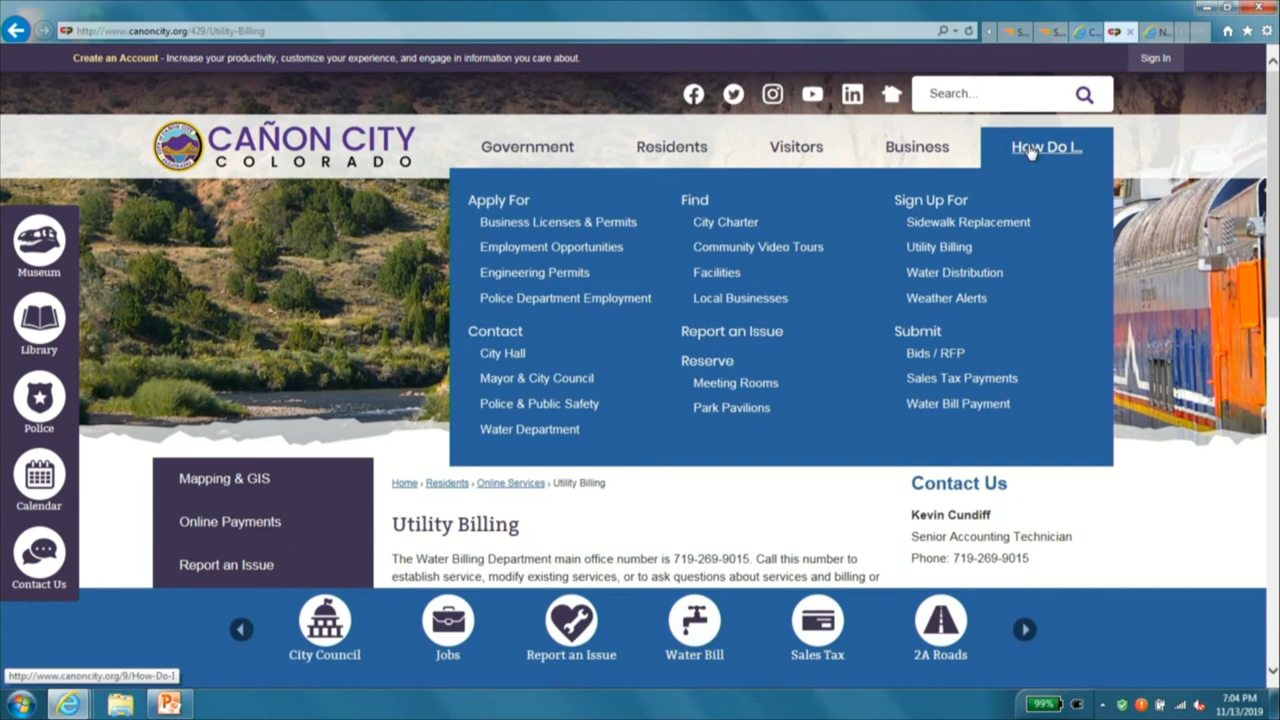 http://www.canoncity.org/429/Utility-Billing
S...
S...
C...
N...
Create an Account - Increase your productivity, customize your experience, and engage in information you care about.
Sign In
Search...
CAÑON CITY
COLORADO
Government
Residents
Visitors
Business
How Do I...
Apply For
Business Licenses & Permits
Employment Opportunities
Engineering Permits
Police Department Employment
Contact
City Hall
Mayor & City Council
Police & Public Safety
Water Department
Find
City Charter
Community Video Tours
Facilities
Local Businesses
Report an Issue
Reserve
Meeting Rooms
Park Pavilions
Sign Up For
Sidewalk Replacement
Utility Billing
Water Distribution
Weather Alerts
Submit
Bids / RFP
Sales Tax Payments
Water Bill Payment
Museum
Library
Police
Calendar
Contact Us
Mapping & GIS
Online Payments
Report an Issue
Home › Residents › Online Services › Utility Billing
Utility Billing
The Water Billing Department main office number is 719-269-9015. Call this number to
establish service, modify existing services, or to ask questions about services and billing or
Contact Us
Kevin Cundiff
Senior Accounting Technician
Phone: 719-269-9015
City Council
Jobs
Report an Issue
Water Bill
Sales Tax
2A Roads
http://www.canoncity.org/9/How-Do-I
99%
7:04 PM
11/13/2019